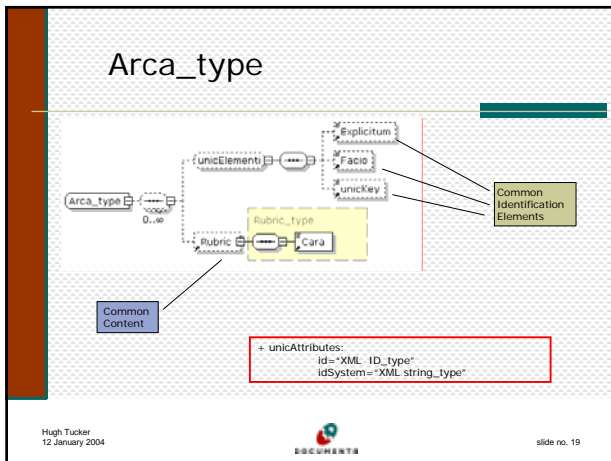 Arca_type
Explicitum
unicElementi
Facio
unicKey
Arca_type
0..∞
Rubric_type
Rubric
Cara
Common
Identification
Elements
Common
Content
+ unicAttributes:
id="XML ID_type"
idSystem="XML string_type"
Hugh Tucker
12 January 2004
DOCUMENTA
slide no. 19